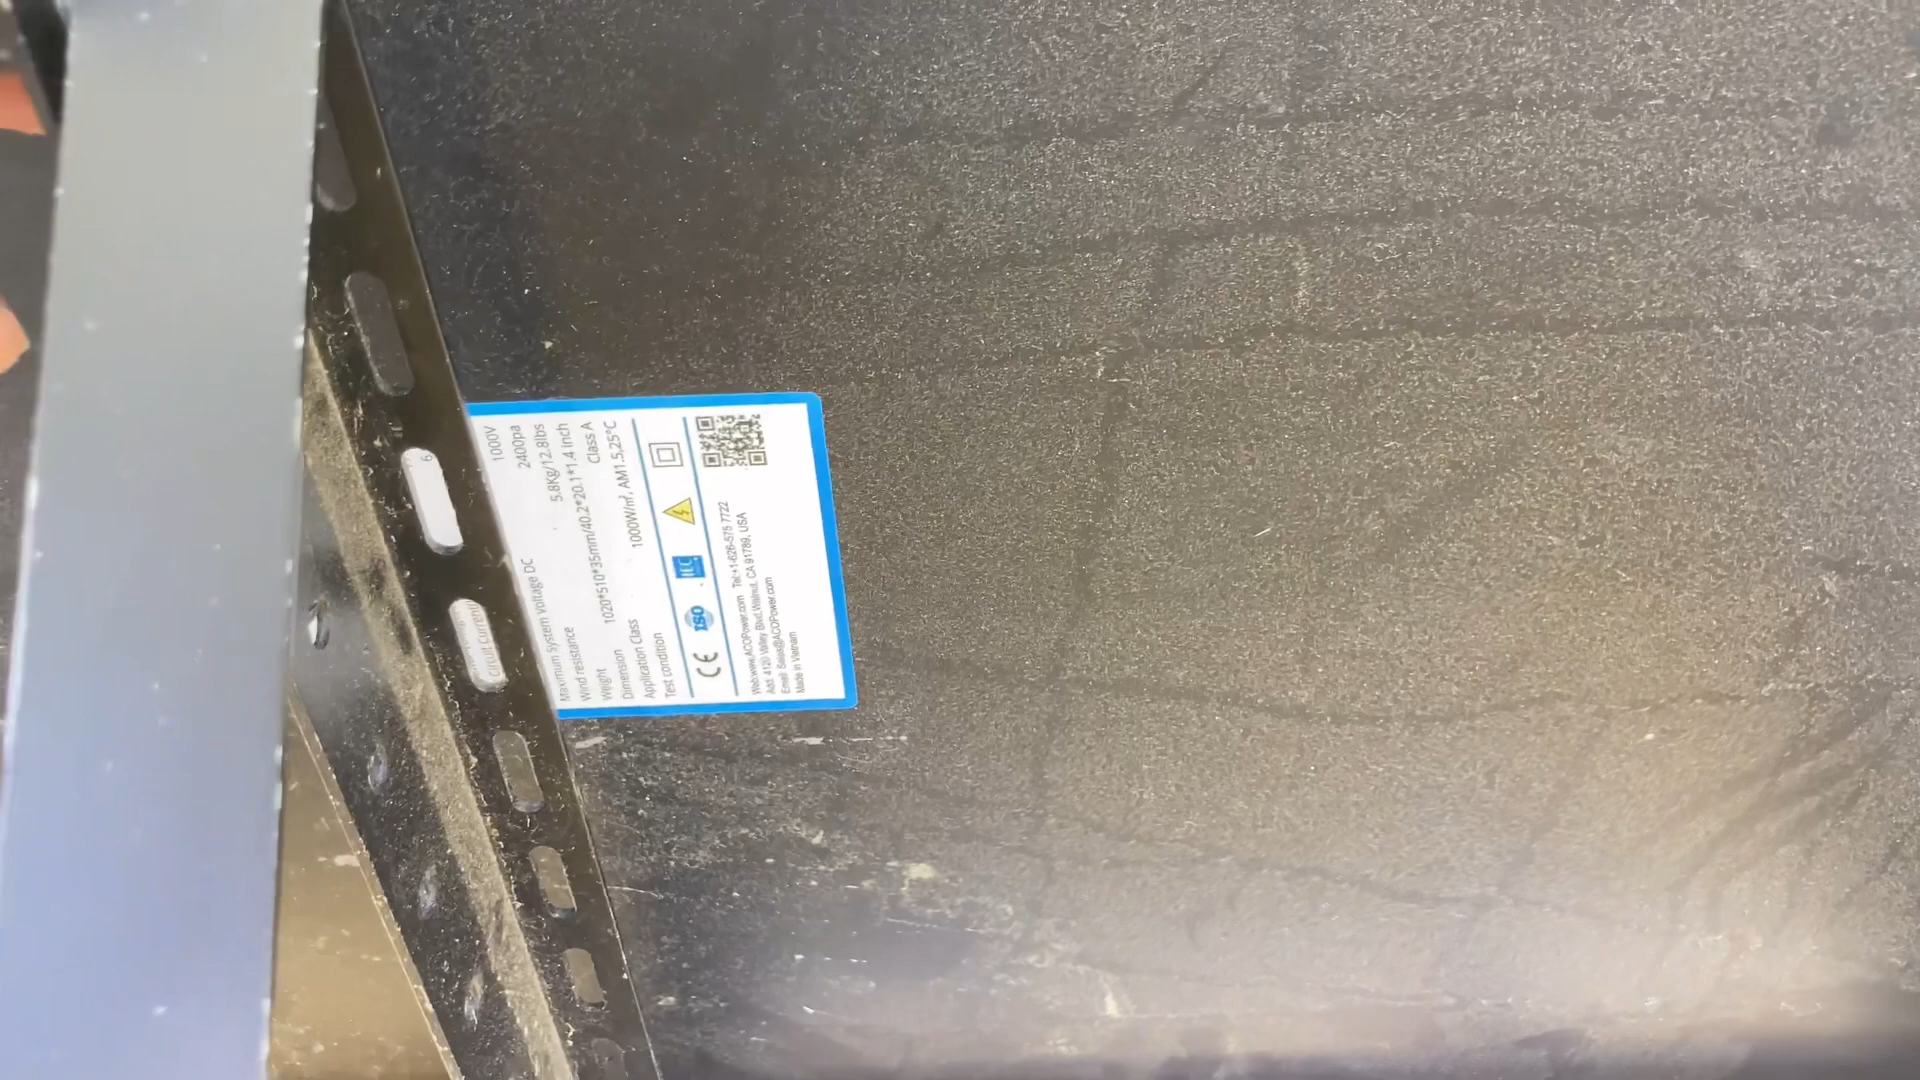 6
Circuit Current
Maximum System Voltage DC 1000V
Wind resistance 2400pa
Weight 5.8Kg/12.8lbs
Dimension 1020*510*35mm/40.2*20.1*1.4 Inch
Application Class Class A
Test condition 1000W/㎡, AM1.5,25℃
CE ISO IEC
Web:www.ACOPower.com Tel:+1-626-575 7722
Add: 4120 Valley Blvd,Walnut, CA 91789, USA
Email: Sales@ACOPower.com
Made in Vietnam